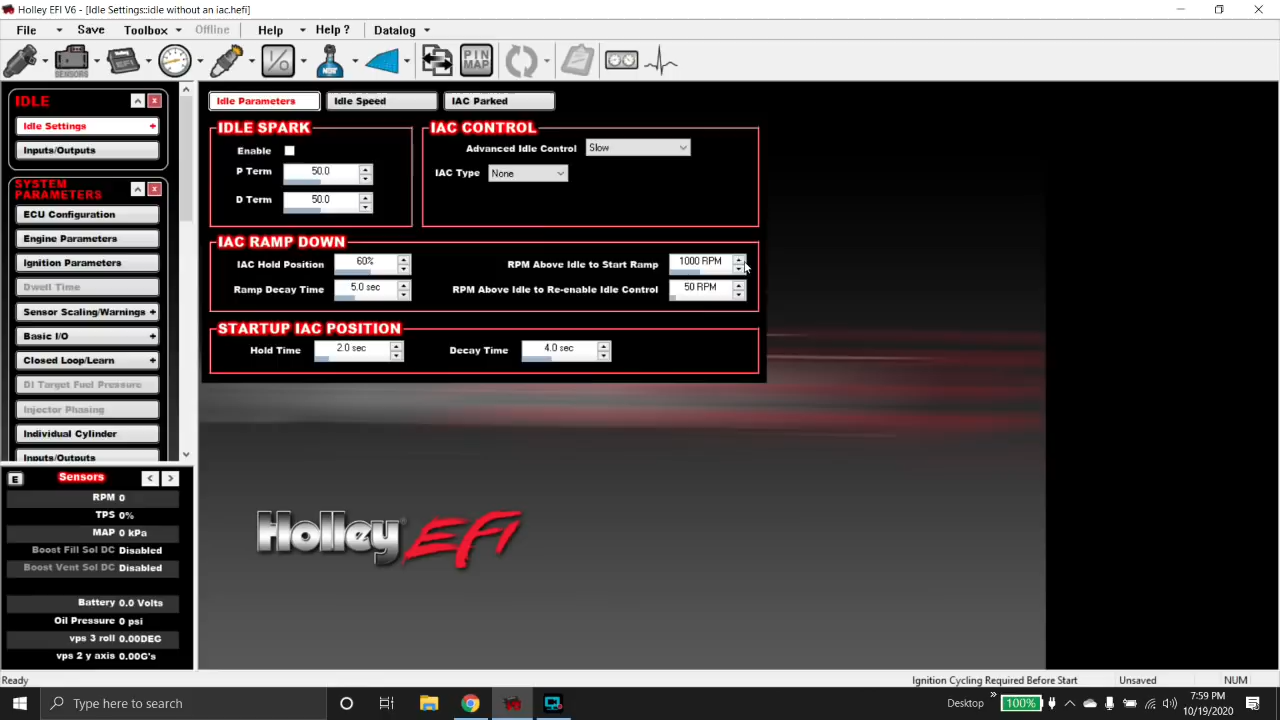 Holley EFI V6 - [Idle Settings:idle without an iac.hefi]
File Save Toolbox Offline Help Help ? Datalog
SENSORS EFI I/O PIN MAP
IDLE
Idle Settings +
Inputs/Outputs
SYSTEM
PARAMETERS
ECU Configuration
Engine Parameters
Ignition Parameters
Dwell Time
Sensor Scaling/Warnings +
Basic I/O +
Closed Loop/Learn +
DI Target Fuel Pressure
Injector Phasing
Individual Cylinder
Inputs/Outputs
E Sensors < >
RPM 0
TPS 0%
MAP 0 kPa
Boost Fill Sol DC Disabled
Boost Vent Sol DC Disabled
Battery 0.0 Volts
Oil Pressure 0 psi
vps 3 roll 0.00DEG
vps 2 y axis 0.00G's
Idle Parameters Idle Speed IAC Parked
IDLE SPARK
Enable
P Term 50.0
D Term 50.0
IAC CONTROL
Advanced Idle Control Slow
IAC Type None
IAC RAMP DOWN
IAC Hold Position 60% RPM Above Idle to Start Ramp 1000 RPM
Ramp Decay Time 5.0 sec RPM Above Idle to Re-enable Idle Control 50 RPM
STARTUP IAC POSITION
Hold Time 2.0 sec Decay Time 4.0 sec
Holley EFI
Ready Ignition Cycling Required Before Start Unsaved NUM
Type here to search Desktop 100% 7:59 PM
10/19/2020